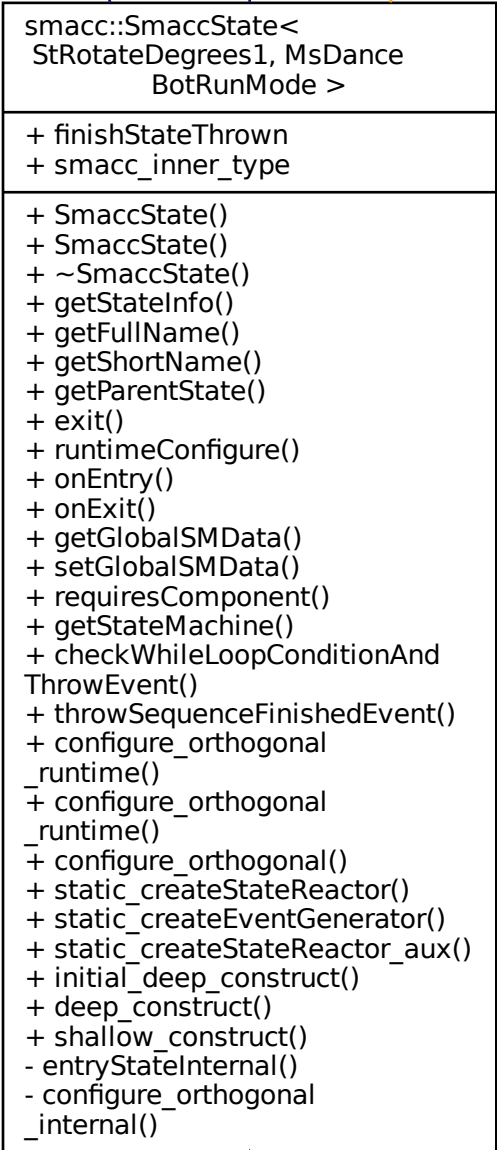 smacc::SmaccState<
StRotateDegrees1, MsDance
BotRunMode >
+ finishStateThrown
+ smacc_inner_type
+ SmaccState()
+ SmaccState()
+ ~SmaccState()
+ getStateInfo()
+ getFullName()
+ getShortName()
+ getParentState()
+ exit()
+ runtimeConfigure()
+ onEntry()
+ onExit()
+ getGlobalSMData()
+ setGlobalSMData()
+ requiresComponent()
+ getStateMachine()
+ checkWhileLoopConditionAnd
ThrowEvent()
+ throwSequenceFinishedEvent()
+ configure_orthogonal
_runtime()
+ configure_orthogonal
_runtime()
+ configure_orthogonal()
+ static_createStateReactor()
+ static_createEventGenerator()
+ static_createStateReactor_aux()
+ initial_deep_construct()
+ deep_construct()
+ shallow_construct()
- entryStateInternal()
- configure_orthogonal
_internal()